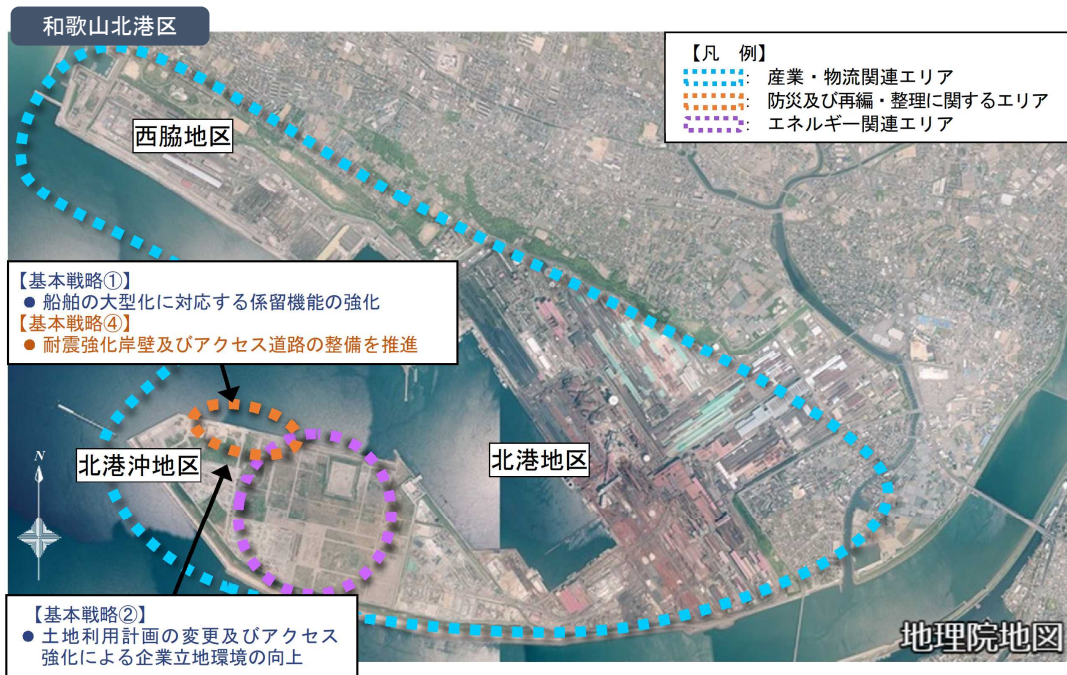 和歌山北港区
【凡　例】
： 産業・物流関連エリア
： 防災及び再編・整理に関するエリア
： エネルギー関連エリア
西脇地区
【基本戦略①】
● 船舶の大型化に対応する係留機能の強化
【基本戦略④】
● 耐震強化岸壁及びアクセス道路の整備を推進
北港沖地区
北港地区
N
【基本戦略②】
● 土地利用計画の変更及びアクセス
強化による企業立地環境の向上
地理院地図